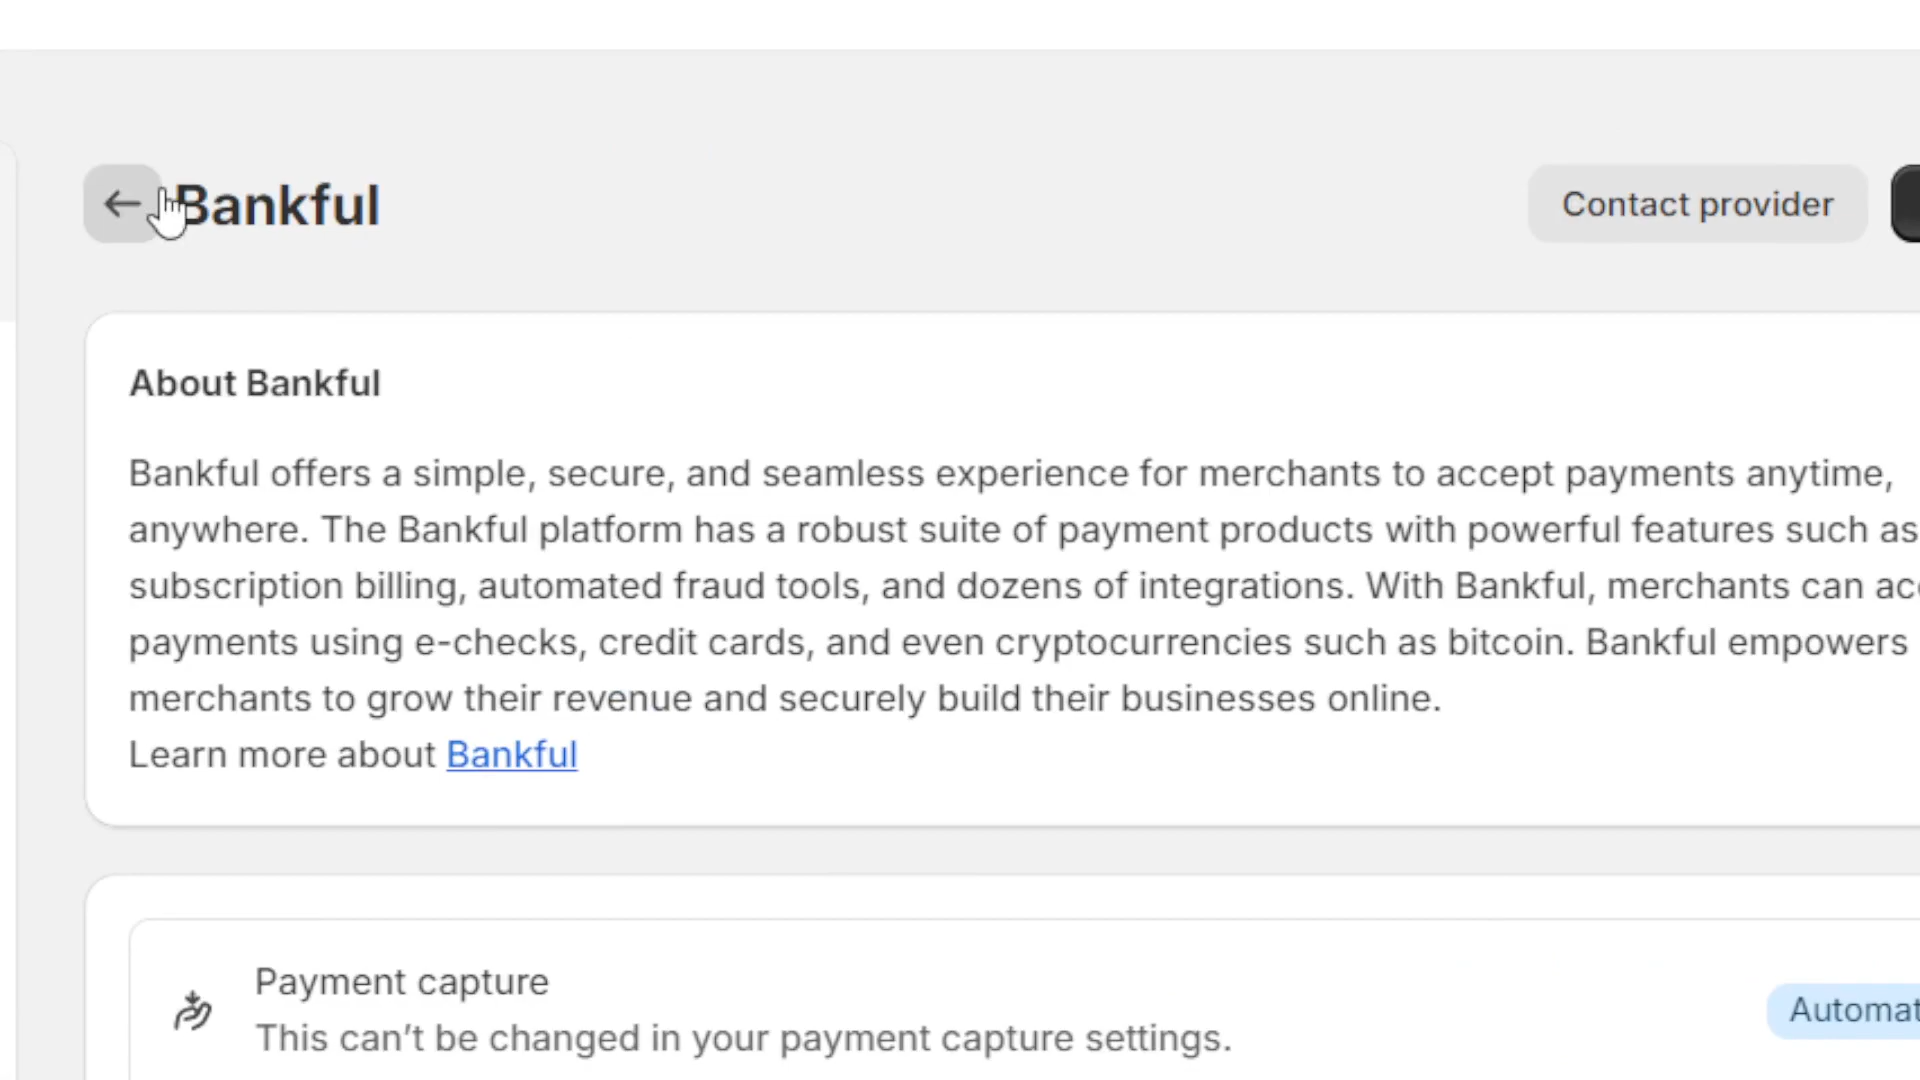 Bankful
Contact provider
About Bankful
Bankful offers a simple, secure, and seamless experience for merchants to accept payments anytime,
anywhere. The Bankful platform has a robust suite of payment products with powerful features such as
subscription billing, automated fraud tools, and dozens of integrations. With Bankful, merchants can
payments using e-checks, credit cards, and even cryptocurrencies such as bitcoin. Bankful empowers
merchants to grow their revenue and securely build their businesses online.
Learn more about Bankful
Payment capture
This can’t be changed in your payment capture settings.